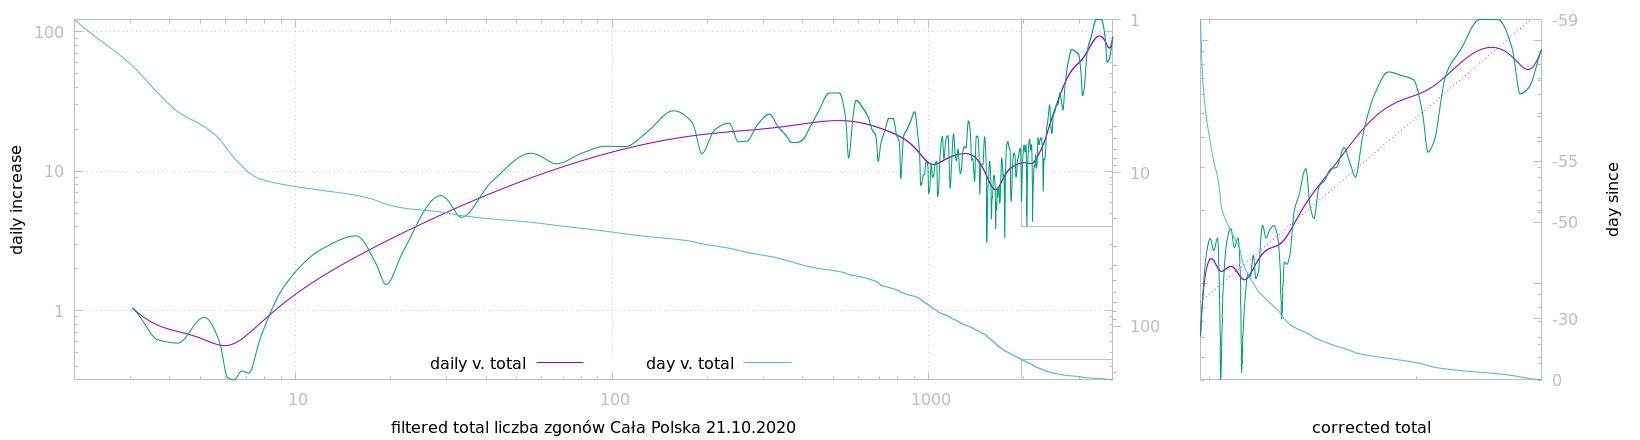 100
10
1
daily increase
daily v. total
day v. total
10
100
1000
filtered total liczba zgonów Cała Polska 21.10.2020
1
10
100
-59
-55
-50
-30
0
day since
corrected total